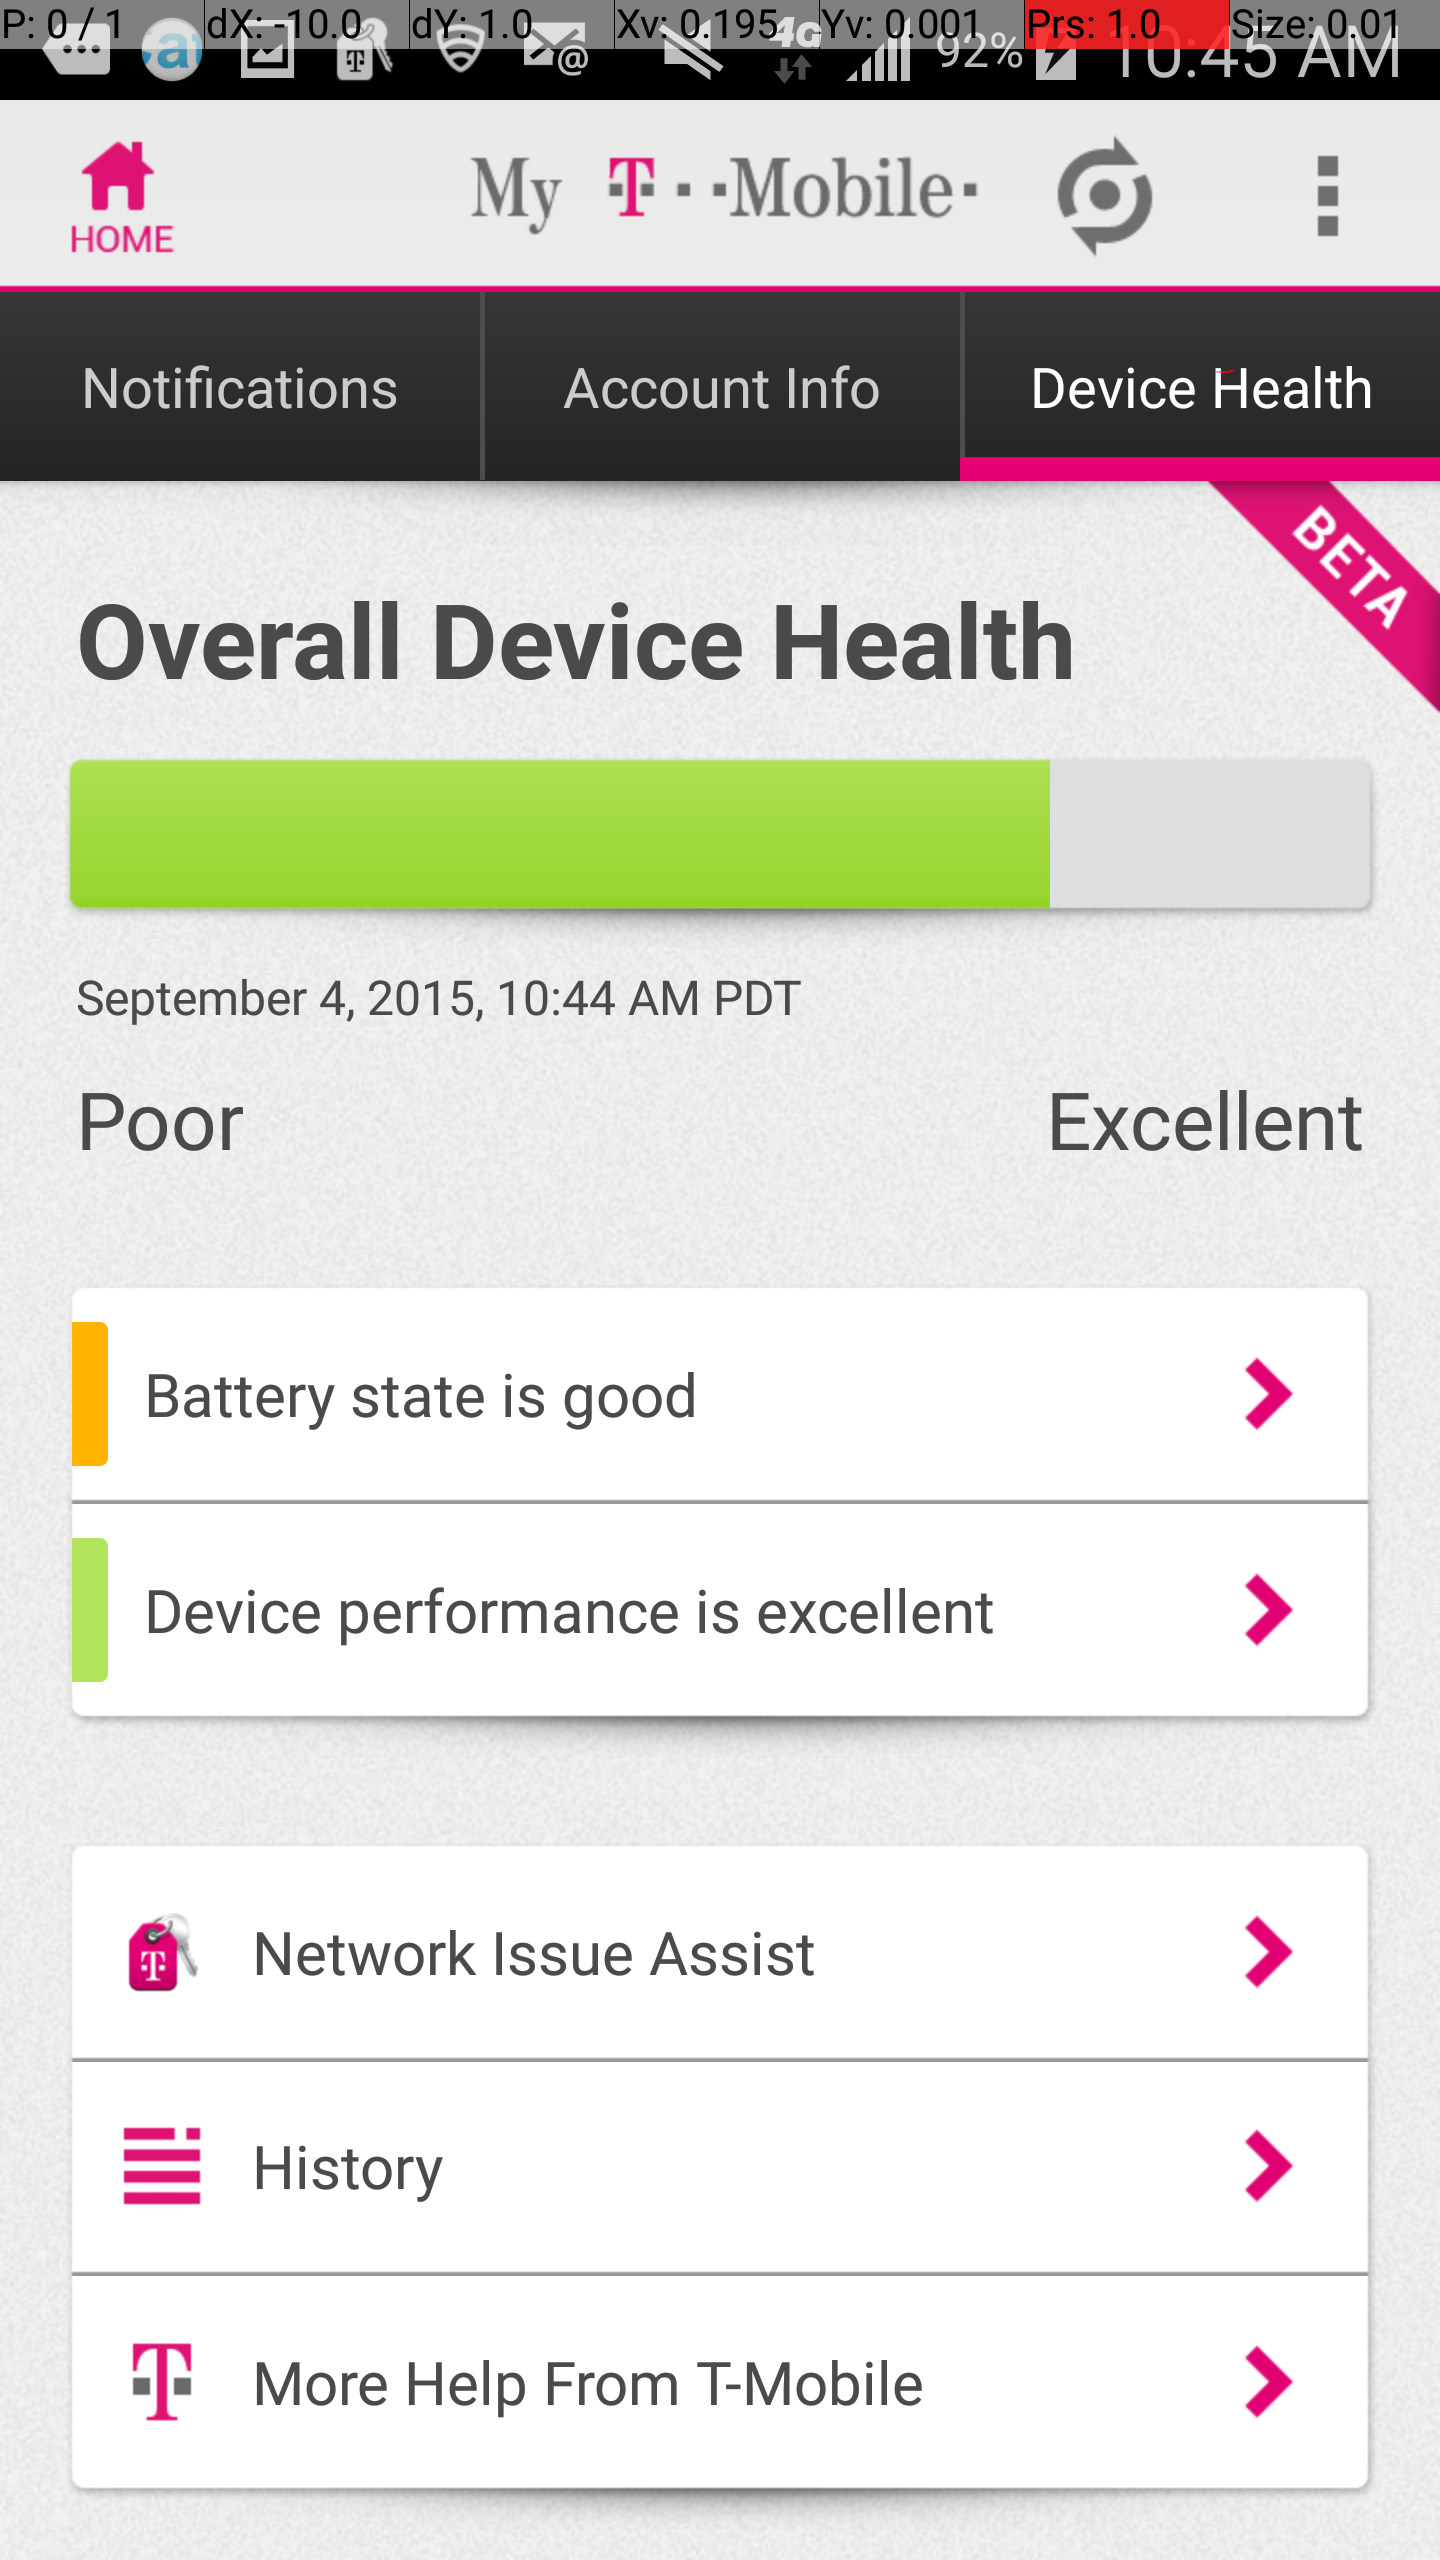 P: 0 / 1 dX: -10.0 dY: 1.0 Xv: 0.195 Yv: 0.001 Prs: 1.0 Size: 0.01
at @ 4G 92% 10:45 AM
HOME
My T-Mobile
Notifications
Account Info
Device Health
BETA
Overall Device Health
September 4, 2015, 10:44 AM PDT
Poor
Excellent
Battery state is good
Device performance is excellent
Network Issue Assist
History
More Help From T-Mobile